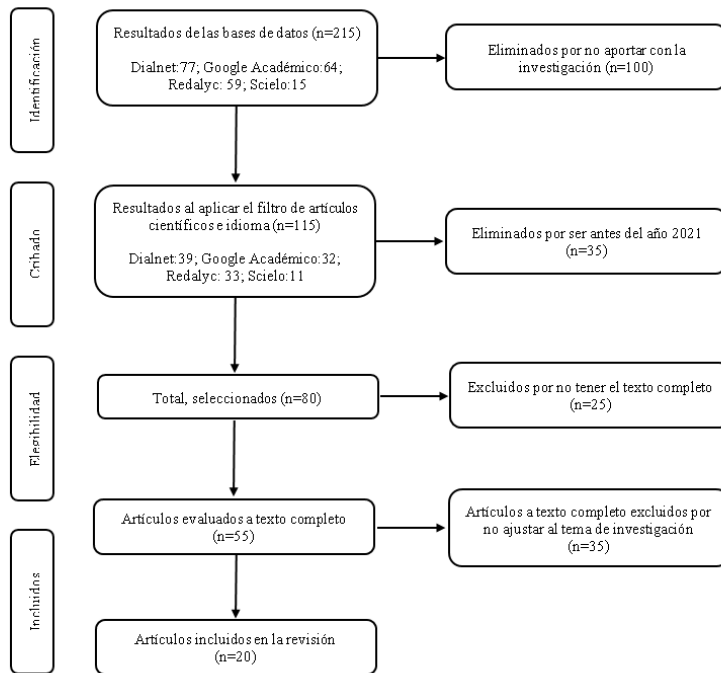 Identificación
Resultados de las bases de datos (n=215)
Dialnet:77; Google Académico:64;
Redalyc: 59; Scielo:15
Eliminados por no aportar con la
investigación (n=100)
Cribado
Resultados al aplicar el filtro de artículos
científicos e idioma (n=115)
Dialnet:39; Google Académico:32;
Redalyc: 33; Scielo:11
Eliminados por ser antes del año 2021
(n=35)
Elegibilidad
Total, seleccionados (n=80)
Excluidos por no tener el texto completo
(n=25)
Artículos evaluados a texto completo
(n=55)
Artículos a texto completo excluidos por
no ajustar al tema de investigación
(n=35)
Incluidos
Artículos incluidos en la revisión
(n=20)